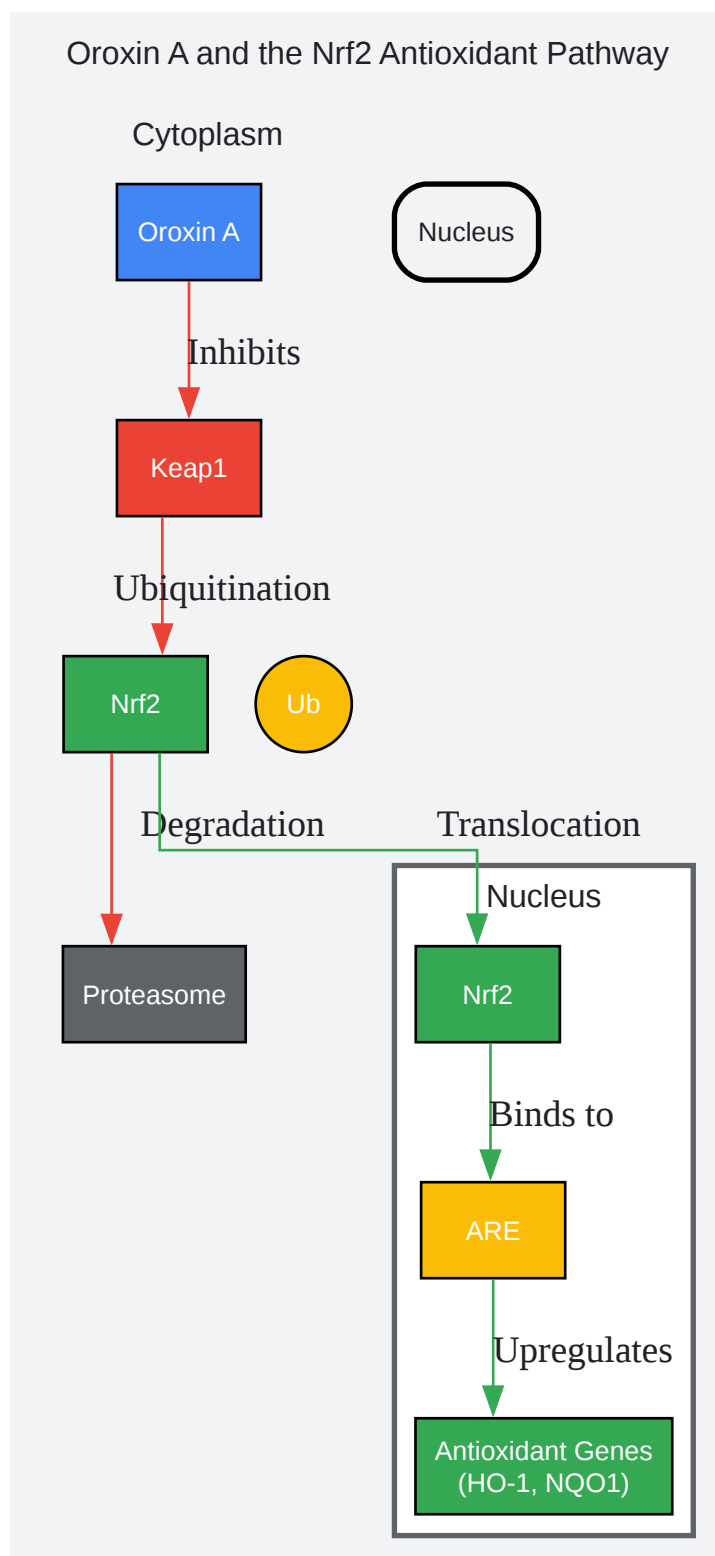 Oroxin A and the Nrf2 Antioxidant Pathway
Cytoplasm
Oroxin A
Nucleus
Inhibits
Keap1
Ubiquitination
Nrf2
Ub
Degradation
Translocation
Nucleus
Proteasome
Nrf2
Binds to
ARE
Upregulates
Antioxidant Genes
(HO-1, NQO1)